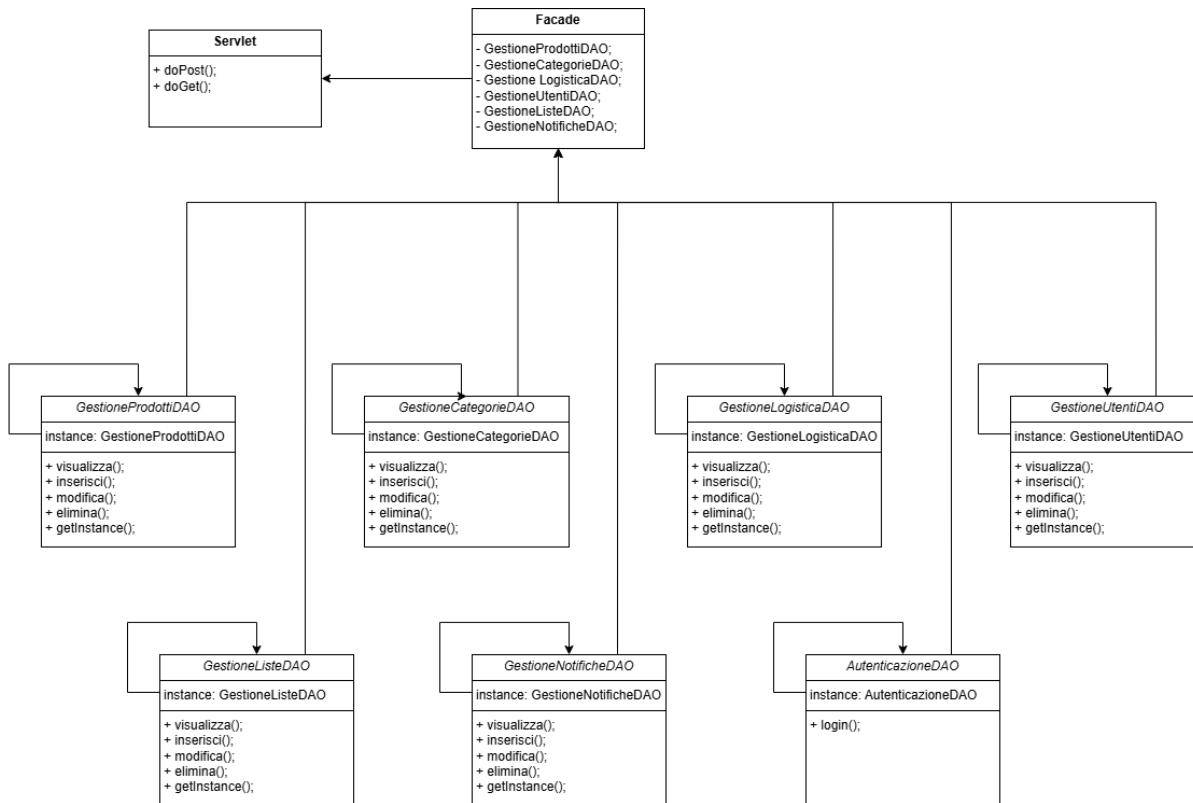 Facade
- GestioneProdottiDAO;
- GestioneCategorieDAO;
- Gestione LogisticaDAO;
- GestioneUtentiDAO;
- GestioneListeDAO;
- GestioneNotificheDAO;
Servlet
+ doPost();
+ doGet();
GestioneProdottiDAO
instance: GestioneProdottiDAO
+ visualizza();
+ inserisci();
+ modifica();
+ elimina();
+ getInstance();
GestioneCategorieDAO
instance: GestioneCategorieDAO
+ visualizza();
+ inserisci();
+ modifica();
+ elimina();
+ getInstance();
GestioneLogisticaDAO
instance: GestioneLogisticaDAO
+ visualizza();
+ inserisci();
+ modifica();
+ elimina();
+ getInstance();
GestioneUtentiDAO
instance: GestioneUtentiDAO
+ visualizza();
+ inserisci();
+ modifica();
+ elimina();
+ getInstance();
GestioneListeDAO
instance: GestioneListeDAO
+ visualizza();
+ inserisci();
+ modifica();
+ elimina();
+ getInstance();
GestioneNotificheDAO
instance: GestioneNotificheDAO
+ visualizza();
+ inserisci();
+ modifica();
+ elimina();
+ getInstance();
AutenticazioneDAO
instance: AutenticazioneDAO
+ login();